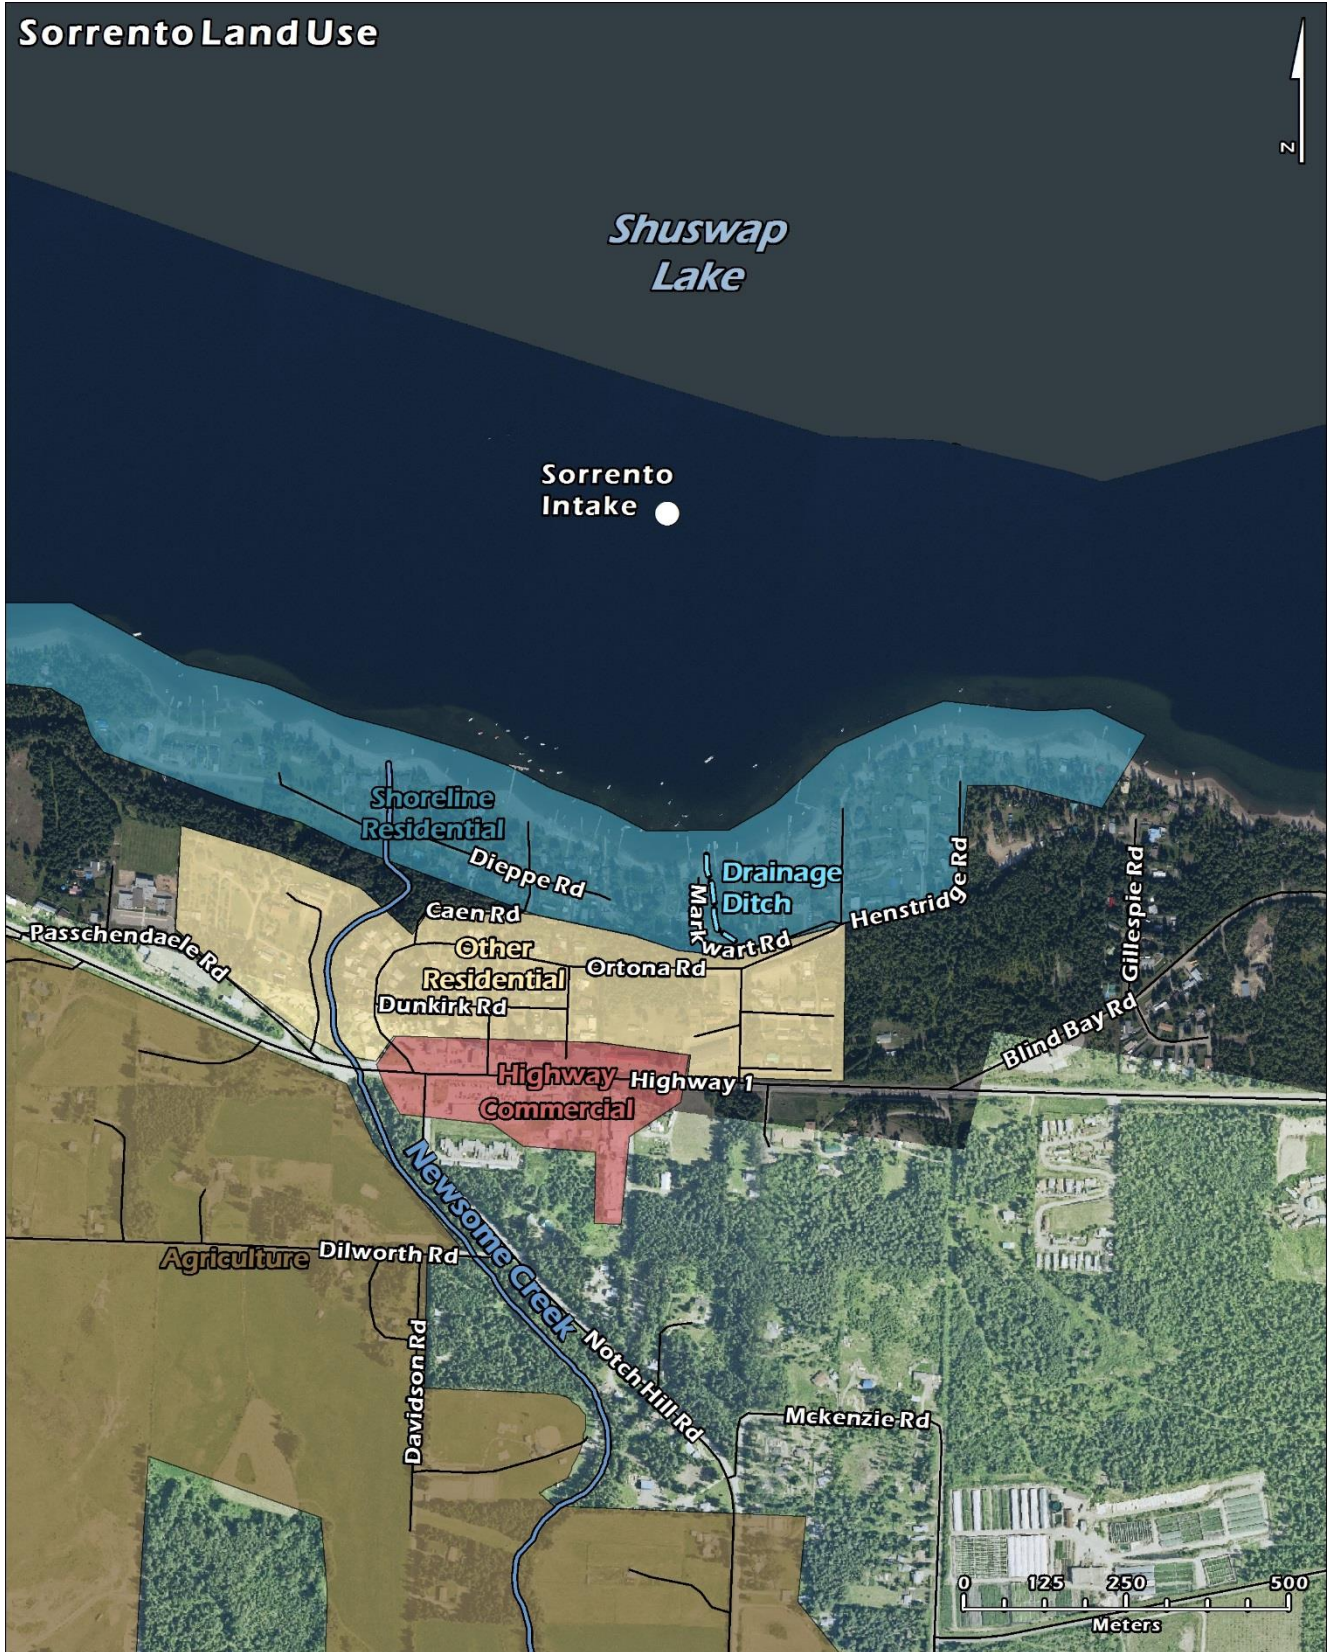 Sorrento Land Use
N
Shuswap
Lake
Sorrento
Intake
Shoreline
Residential
Dieppe Rd
Drainage
Ditch
Markwart Rd
Henstridge Rd
Gillespie Rd
Caen Rd
Passchendaele Rd
Other
Residential
Ortona Rd
Dunkirk Rd
Blind Bay Rd
Highway
Commercial
Highway 1
Newsome Creek
Agriculture
Dilworth Rd
Davidson Rd
Notch Hill Rd
Mckenzie Rd
0 125 250 500
Meters